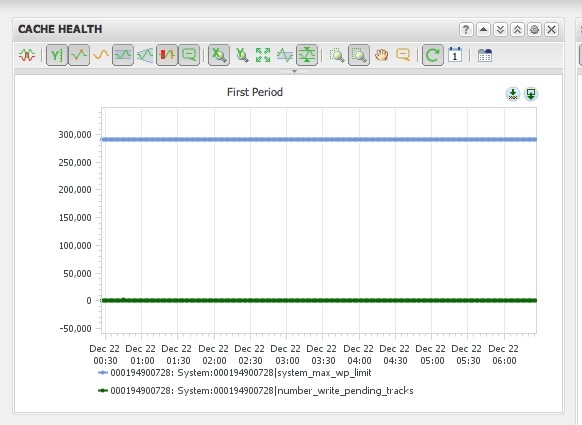 CACHE HEALTH
First Period
300,000
250,000
200,000
150,000
100,000
50,000
0
-50,000
Dec 22 Dec 22 Dec 22 Dec 22 Dec 22 Dec 22 Dec 22 Dec 22 Dec 22 Dec 22 Dec 22 Dec 22
00:30 01:00 01:30 02:00 02:30 03:00 03:30 04:00 04:30 05:00 05:30 06:00
000194900728: System:000194900728|system_max_wp_limit
000194900728: System:000194900728|number_write_pending_tracks